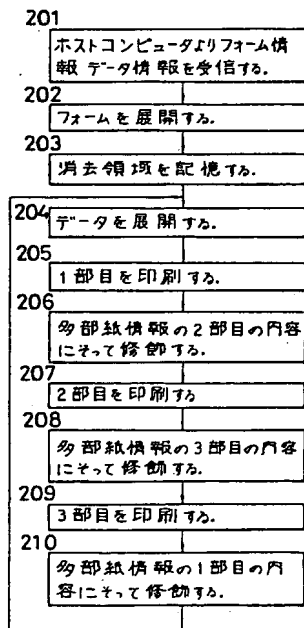 201
ホストコンピュータよりフォーム情
報 データ情報を受信する.
202
フォームを展開する.
203
消去領域を記憶する.
204
データを展開する.
205
1部目を印刷する.
206
多部紙情報の2部目の内容
にそって修飾する.
207
2部目を印刷する
208
多部紙情報の3部目の内容
にそって修飾する.
209
3部目を印刷する.
210
多部紙情報の1部目の内
容にそって修飾する.